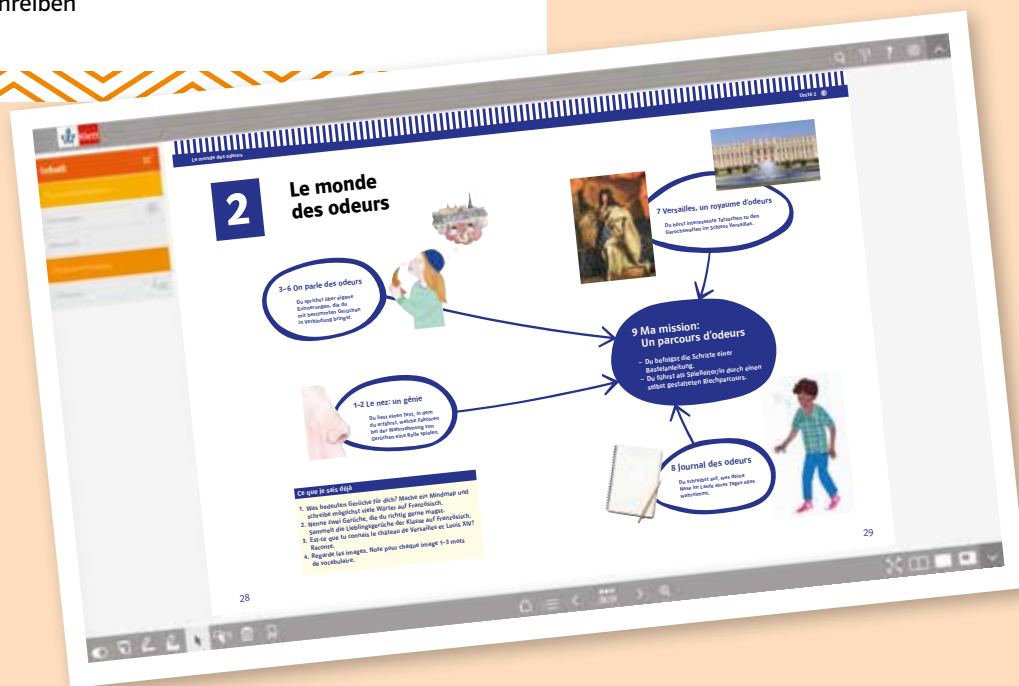 hreiben
Klett
Inhalt
Le monde des odeurs
Unité 2
2
Le monde
des odeurs
3–6 On parle des odeurs
Du sprichst über eigene
Erinnerungen, die du
mit bestimmten Gerüchen
in Verbindung bringst.
1–2 Le nez: un génie
Du liest einen Text, in dem
du erfährst, welche Faktoren
bei der Wahrnehmung von
Gerüchen eine Rolle spielen.
Ce que je sais déjà
1. Was bedeuten Gerüche für dich? Mache ein Mindmap und
schreibe möglichst viele Wörter auf Französisch.
2. Nenne zwei Gerüche, die du richtig gerne magst.
Sammelt die Lieblingsgerüche der Klasse auf Französisch.
3. Est-ce que tu connais le château de Versailles et Louis XIV?
Raconte.
4. Regarde les images. Note pour chaque image 1–3 mots
de vocabulaire.
28
7 Versailles, un royaume d'odeurs
Du hörst interessante Tatsachen zu den
Geruchswelten im Schloss Versailles.
9 Ma mission:
Un parcours d'odeurs
– Du befolgst die Schritte einer
Bastelanleitung.
– Du führst als Spielleiter/in durch einen
selbst gestalteten Riechparcours.
8 Journal des odeurs
Du schreibst auf, was deine
Nase im Laufe eines Tages alles
wahrnimmt.
29